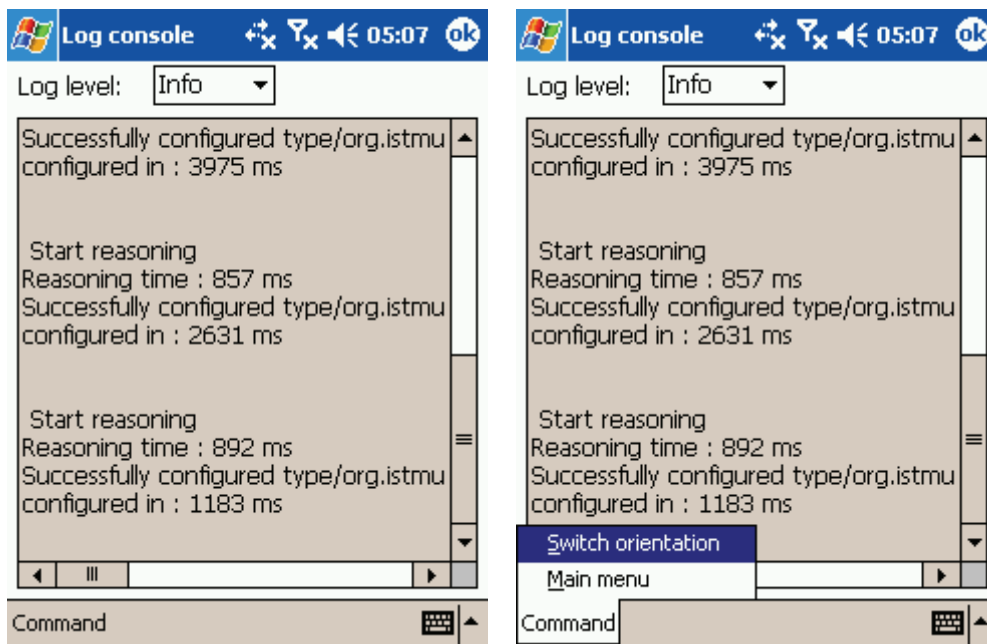 Log console 05:07 ok
Log level: Info
Successfully configured type/org.istmu
configured in : 3975 ms
Start reasoning
Reasoning time : 857 ms
Successfully configured type/org.istmu
configured in : 2631 ms
Start reasoning
Reasoning time : 892 ms
Successfully configured type/org.istmu
configured in : 1183 ms
Command
Log console 05:07 ok
Log level: Info
Successfully configured type/org.istmu
configured in : 3975 ms
Start reasoning
Reasoning time : 857 ms
Successfully configured type/org.istmu
configured in : 2631 ms
Start reasoning
Reasoning time : 892 ms
Successfully configured type/org.istmu
configured in : 1183 ms
Switch orientation
Main menu
Command